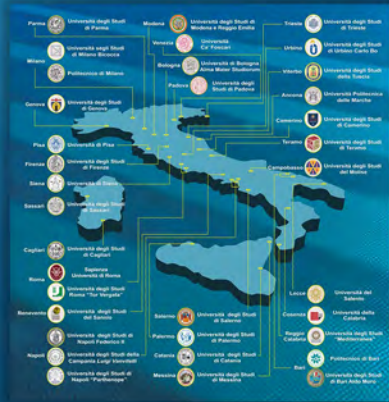 Parma
Università degli Studi
di Parma
Università degli Studi
di Milano Bicocca
Milano
Politecnico di Milano
Genova
Università degli Studi
di Genova
Pisa
Università di Pisa
Firenze
Università degli Studi
di Firenze
Siena
Università di Siena
Sassari
Università degli Studi
di Sassari
Cagliari
Università degli Studi
di Cagliari
Roma
Sapienza
Università di Roma
Università degli Studi
Roma "Tor Vergata"
Benevento
Università degli Studi
del Sannio
Napoli
Università degli Studi di
Napoli Federico II
Università degli Studi della
Campania Luigi Vanvitelli
Università degli Studi di
Napoli "Parthenope"
Modena
Università degli Studi di
Modena e Reggio Emilia
Venezia
Università
Ca' Foscari
Bologna
Università di Bologna
Alma Mater Studiorum
Padova
Università degli
Studi di Padova
Trieste
Università degli Studi
di Trieste
Urbino
Università degli Studi
di Urbino Carlo Bo
Viterbo
Università degli Studi
della Tuscia
Ancona
Università Politecnica
delle Marche
Camerino
Università degli Studi
di Camerino
Teramo
Università degli Studi
di Teramo
Campobasso
Università degli Studi
del Molise
Salerno
Università degli Studi
di Salerno
Palermo
Università degli Studi
di Palermo
Catania
Università degli Studi
di Catania
Messina
Università degli Studi di
Messina
Lecce
Università del
Salento
Cosenza
Università della
Calabria
Reggio
Calabria
Università degli Studi
"Mediterranea"
Bari
Politecnico di Bari
Università degli Studi
di Bari Aldo Moro